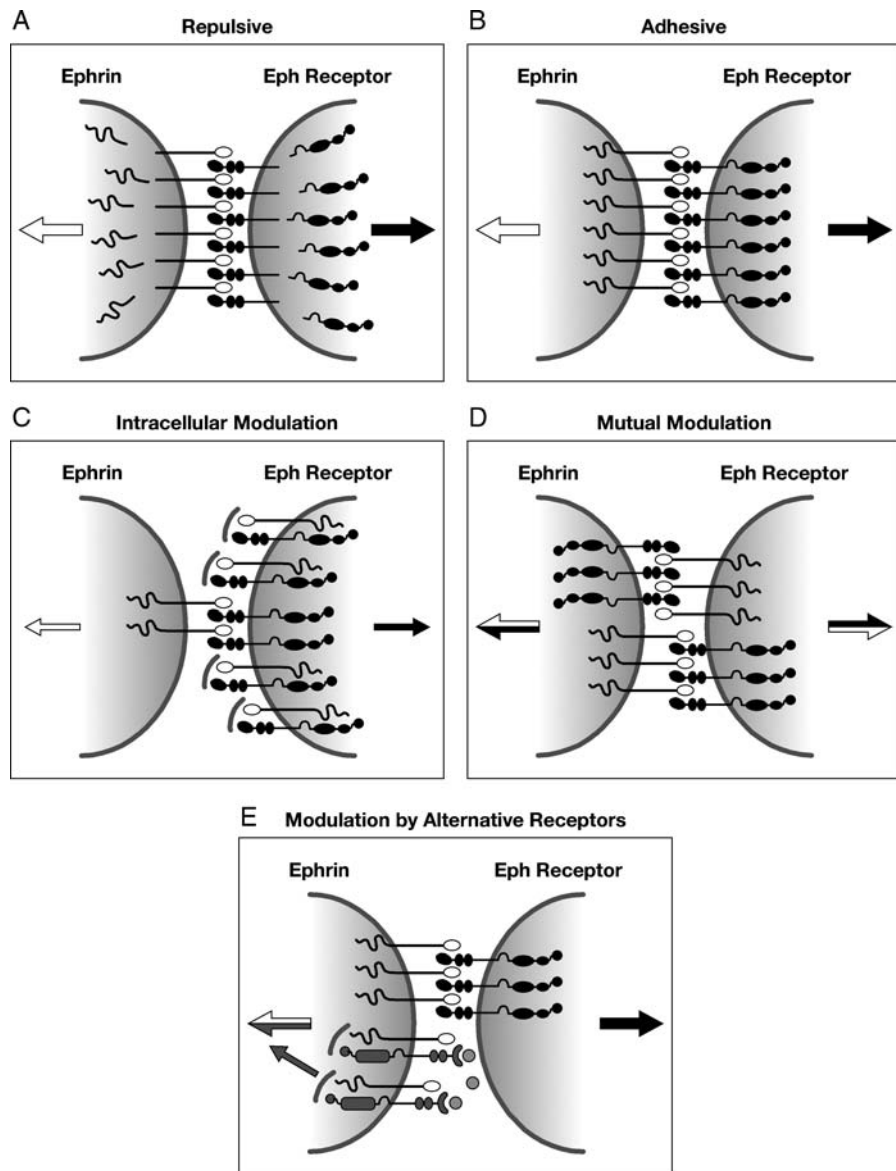 A
Repulsive
Ephrin Eph Receptor
B
Adhesive
Ephrin Eph Receptor
C
Intracellular Modulation
Ephrin Eph Receptor
D
Mutual Modulation
Ephrin Eph Receptor
E
Modulation by Alternative Receptors
Ephrin Eph Receptor